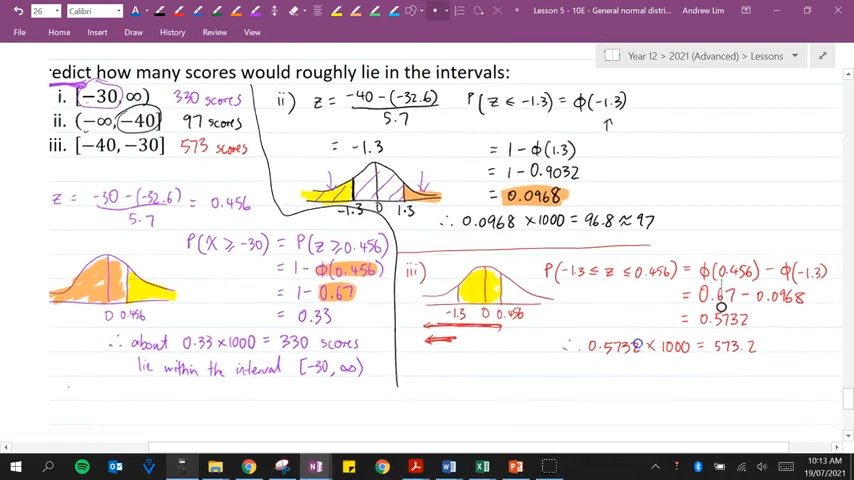 26
Calibri
Lesson 5 - 10E - General normal distri...
Andrew Lim
File
Home
Insert
Draw
History
Review
View
Year 12 > 2021 (Advanced) > Lessons
redict how many scores would roughly lie in the intervals:
i. [−30, ∞) 330 scores
ii. (−∞, −40] 97 scores
iii. [−40, −30] 573 scores
z = −30 − (−32.6) / 5.7 = 0.456
P(X ≥ −30) = P(z ≥ 0.456)
= 1 − ϕ(0.456)
= 1 − 0.67
= 0.33
0 0.456
∴ about 0.33 × 1000 = 330 scores
lie within the interval [−30, ∞)
ii) z = −40 − (−32.6) / 5.7
= −1.3
−1.3 0 1.3
P(z ≤ −1.3) = ϕ(−1.3)
= 1 − ϕ(1.3)
= 1 − 0.9032
= 0.0968
∴ 0.0968 × 1000 = 96.8 ≈ 97
iii)
−1.3 0 0.456
P(−1.3 ≤ z ≤ 0.456) = ϕ(0.456) − ϕ(−1.3)
= 0.67 − 0.0968
= 0.5732
∴ 0.5732 × 1000 = 573.2
10:13 AM
19/07/2021